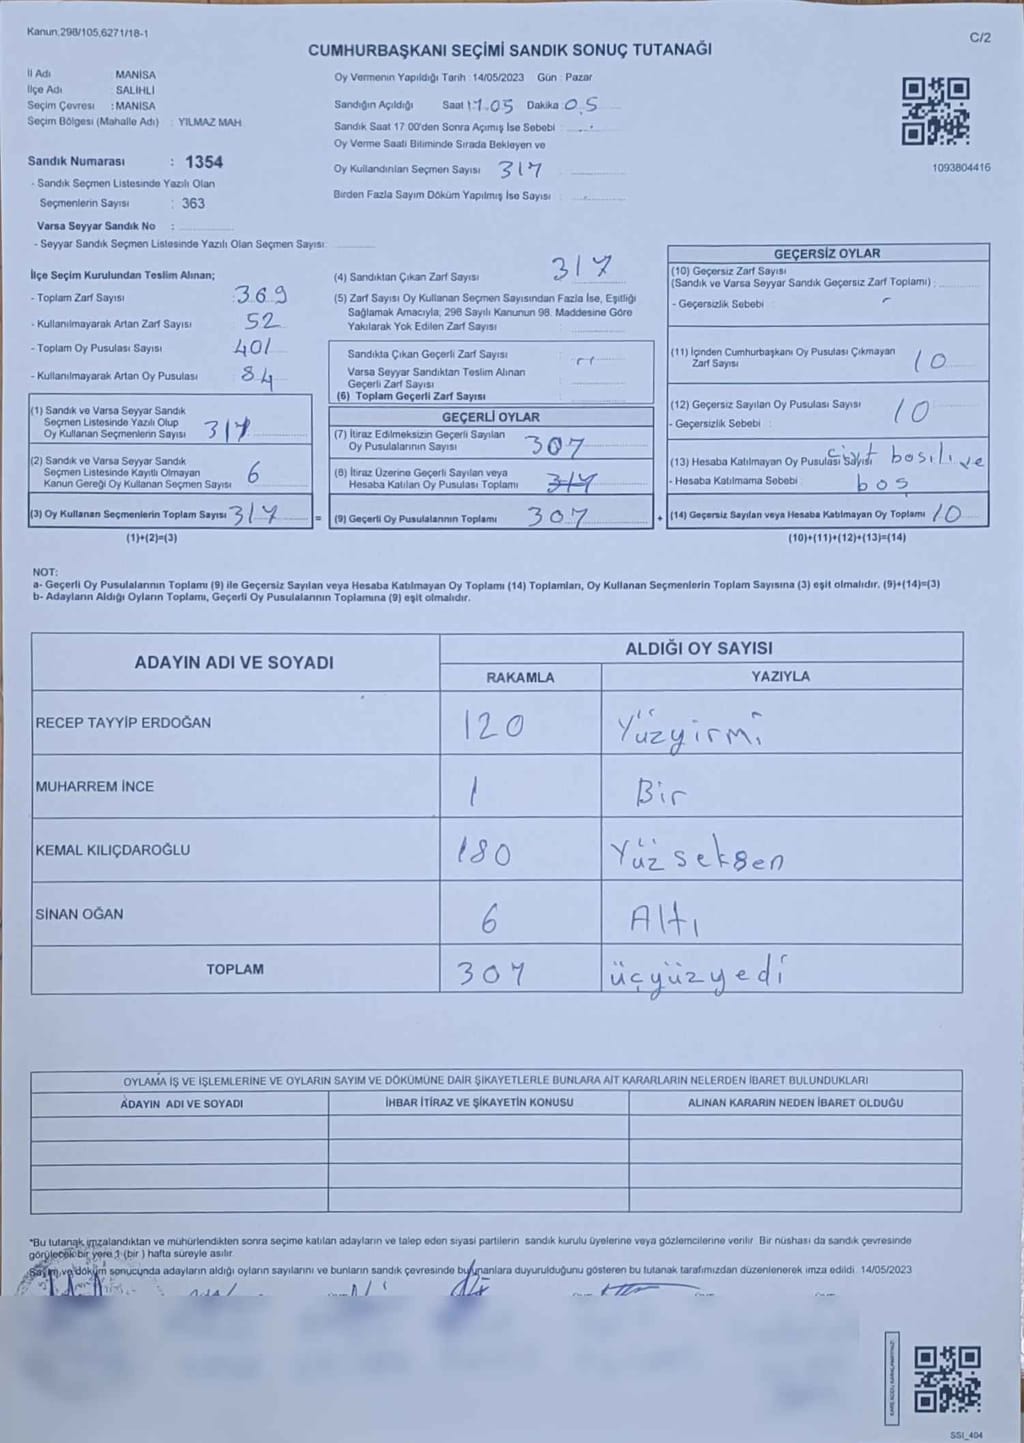 Kanun,298/105,6271/18-1
C/2
CUMHURBAŞKANI SEÇİMİ SANDIK SONUÇ TUTANAĞI
İl Adı MANİSA
İlçe Adı SALİHLİ
Seçim Çevresi :MANİSA
Seçim Bölgesi (Mahalle Adı) : YILMAZ MAH.
Oy Vermenin Yapıldığı Tarih :14/05/2023 Gün : Pazar
Sandığın Açıldığı Saat 17.05 Dakika 05
Sandık Saat 17 00'den Sonra Açımış İse Sebebi
Oy Verme Saati Bitiminde Sırada Bekleyen ve
Oy Kullandırılan Seçmen Sayısı 317
Birden Fazla Sayım Döküm Yapılmış İse Sayısı
1093804416
Sandık Numarası : 1354
- Sandık Seçmen Listesinde Yazılı Olan
Seçmenlerin Sayısı : 363
Varsa Seyyar Sandık No :
- Seyyar Sandık Seçmen Listesinde Yazılı Olan Seçmen Sayısı:
İlçe Seçim Kurulundan Teslim Alınan;
- Toplam Zarf Sayısı :369
- Kullanılmayarak Artan Zarf Sayısı 52
- Toplam Oy Pusulası Sayısı 401
- Kullanılmayarak Artan Oy Pusulası 84
(1) Sandık ve Varsa Seyyar Sandık
Seçmen Listesinde Yazılı Olup
Oy Kullanan Seçmenlerin Sayısı 317
(2) Sandık ve Varsa Seyyar Sandık
Seçmen Listesinde Kayıtlı Olmayan
Kanun Gereği Oy Kullanan Seçmen Sayısı 6
(3) Oy Kullanan Seçmenlerin Toplam Sayısı 317
(1)+(2)=(3)
(4) Sandıktan Çıkan Zarf Sayısı 317
(5) Zarf Sayısı Oy Kullanan Seçmen Sayısından Fazla İse, Eşitliği
Sağlamak Amacıyla, 298 Sayılı Kanunun 98. Maddesine Göre
Yakılarak Yok Edilen Zarf Sayısı
Sandıkta Çıkan Geçerli Zarf Sayısı
Varsa Seyyar Sandıktan Teslim Alınan
Geçerli Zarf Sayısı
(6) Toplam Geçerli Zarf Sayısı
GEÇERLİ OYLAR
(7) İtiraz Edilmeksizin Geçerli Sayılan
Oy Pusulalarının Sayısı 307
(8) İtiraz Üzerine Geçerli Sayılan veya
Hesaba Katılan Oy Pusulası Toplamı 317
= (9) Geçerli Oy Pusulalarının Toplamı 307
GEÇERSİZ OYLAR
(10) Geçersiz Zarf Sayısı
(Sandık ve Varsa Seyyar Sandık Geçersiz Zarf Toplamı) :
- Geçersizlik Sebebi
(11) İçinden Cumhurbaşkanı Oy Pusulası Çıkmayan
Zarf Sayısı 10
(12) Geçersiz Sayılan Oy Pusulası Sayısı 10
- Geçersizlik Sebebi :
(13) Hesaba Katılmayan Oy Pusulası Sayısı çift basılı ve
- Hesaba Katılmama Sebebi boş
+ (14) Geçersiz Sayılan veya Hesaba Katılmayan Oy Toplamı 10
(10)+(11)+(12)+(13)=(14)
NOT:
a- Geçerli Oy Pusulalarının Toplamı (9) ile Geçersiz Sayılan veya Hesaba Katılmayan Oy Toplamı (14) Toplamları, Oy Kullanan Seçmenlerin Toplam Sayısına (3) eşit olmalıdır. (9)+(14)=(3)
b- Adayların Aldığı Oyların Toplamı, Geçerli Oy Pusulalarının Toplamına (9) eşit olmalıdır.
ADAYIN ADI VE SOYADI ALDIĞI OY SAYISI
RAKAMLA YAZIYLA
RECEP TAYYİP ERDOĞAN 120 Yüzyirmi
MUHARREM İNCE 1 Bir
KEMAL KILIÇDAROĞLU 180 Yüz seksen
SİNAN OĞAN 6 Altı
TOPLAM 307 üçyüzyedi
OYLAMA İŞ VE İŞLEMLERİNE VE OYLARIN SAYIM VE DÖKÜMÜNE DAİR ŞİKAYETLERLE BUNLARA AİT KARARLARIN NELERDEN İBARET BULUNDUKLARI
ADAYIN ADI VE SOYADI İHBAR İTİRAZ VE ŞİKAYETİN KONUSU ALINAN KARARIN NEDEN İBARET OLDUĞU
*Bu tutanak imzalandıktan ve mühürlendikten sonra seçime katılan adayların ve talep eden siyasi partilerin sandık kurulu üyelerine veya gözlemcilerine verilir. Bir nüshası da sandık çevresinde
görülecek bir yere 1 (bir ) hafta süreyle asılır.
Sayım ve döküm sonucunda adayların aldığı oyların sayılarını ve bunların sandık çevresinde bulunanlara duyurulduğunu gösteren bu tutanak tarafımızdan düzenlenerek imza edildi. 14/05/2023
SSI_404